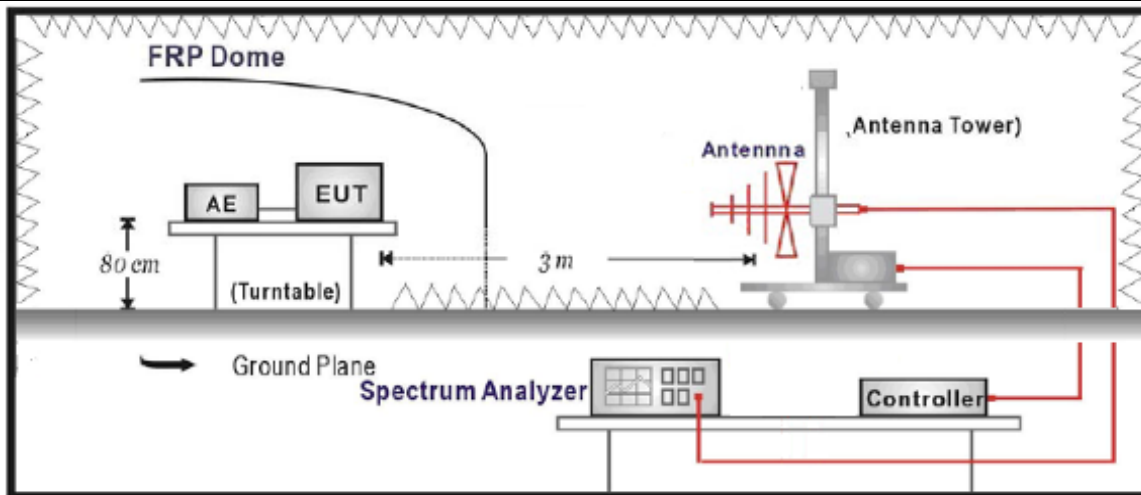 FRP Dome
(Antenna Tower)
Antennna
AE
EUT
80 cm
3 m
(Turntable)
Ground Plane
Spectrum Analyzer
Controller